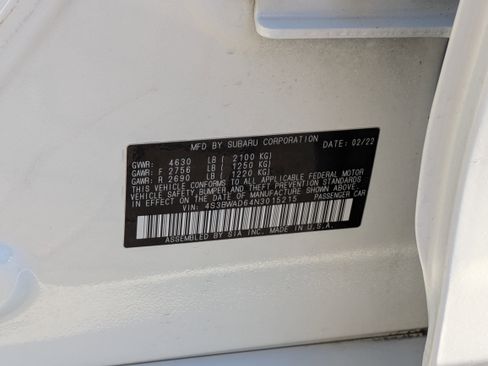 MFD BY SUBARU CORPORATION DATE: 02/22
GVWR: 4630 LB ( 2100 KG)
GAWR: F 2756 LB ( 1250 KG)
GAWR: R 2690 LB ( 1220 KG)
THIS VEHICLE CONFORMS TO ALL APPLICABLE FEDERAL MOTOR
VEHICLE SAFETY, BUMPER, AND THEFT PREVENTION STANDARDS
IN EFFECT ON THE DATE OF MANUFACTURE SHOWN ABOVE.
VIN: 4S3BWAD64N3015215 PASSENGER CAR
ASSEMBLED BY SIA INC. MADE IN U.S.A.